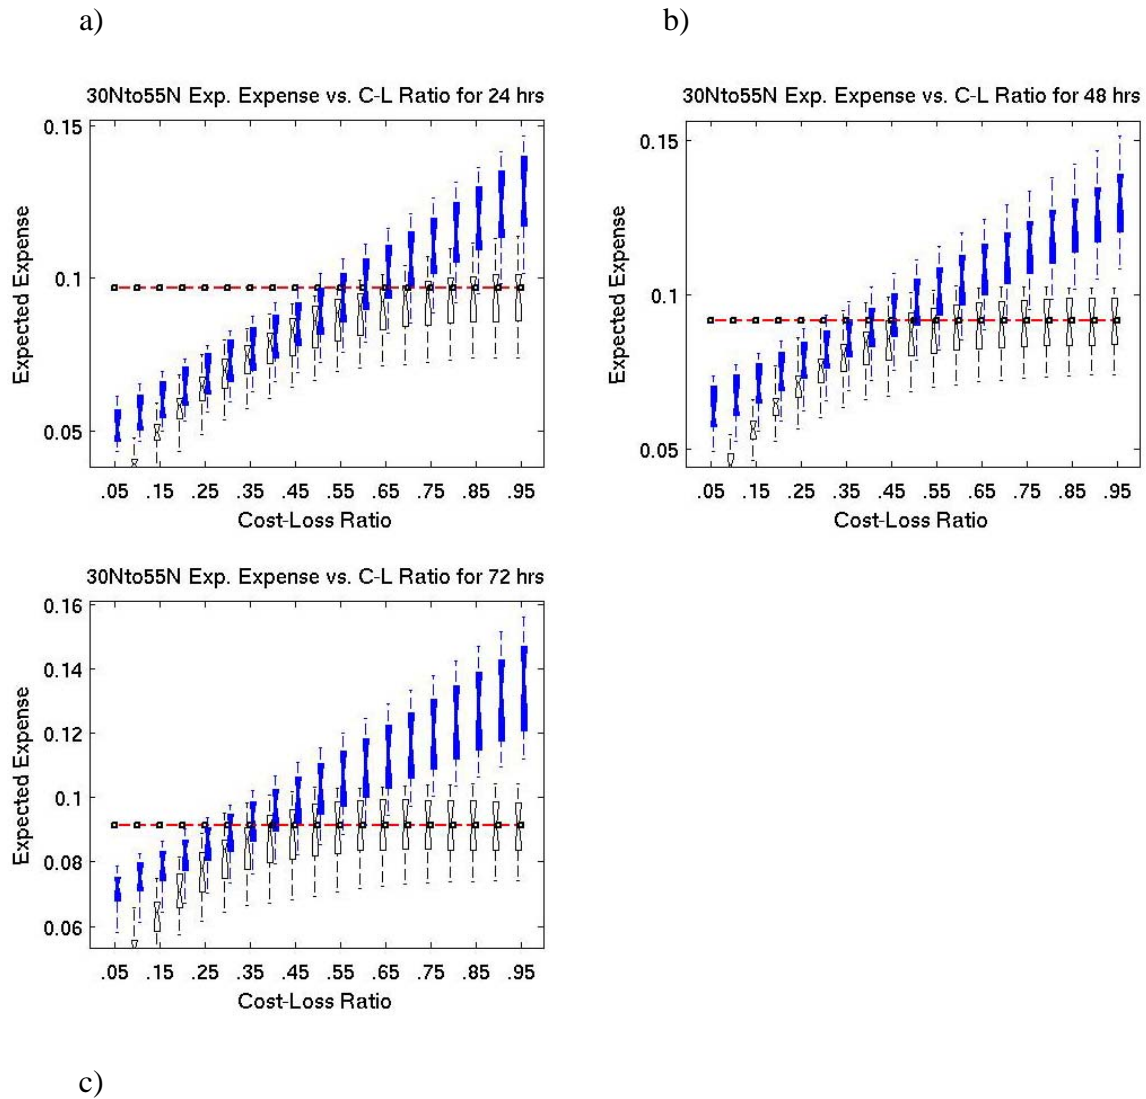 a)
b)
30Nto55N Exp. Expense vs. C-L Ratio for 24 hrs
0.15
0.1
0.05
Expected Expense
.05 .15 .25 .35 .45 .55 .65 .75 .85 .95
Cost-Loss Ratio
30Nto55N Exp. Expense vs. C-L Ratio for 48 hrs
0.15
0.1
0.05
Expected Expense
.05 .15 .25 .35 .45 .55 .65 .75 .85 .95
Cost-Loss Ratio
30Nto55N Exp. Expense vs. C-L Ratio for 72 hrs
0.16
0.14
0.12
0.1
0.08
0.06
Expected Expense
.05 .15 .25 .35 .45 .55 .65 .75 .85 .95
Cost-Loss Ratio
c)